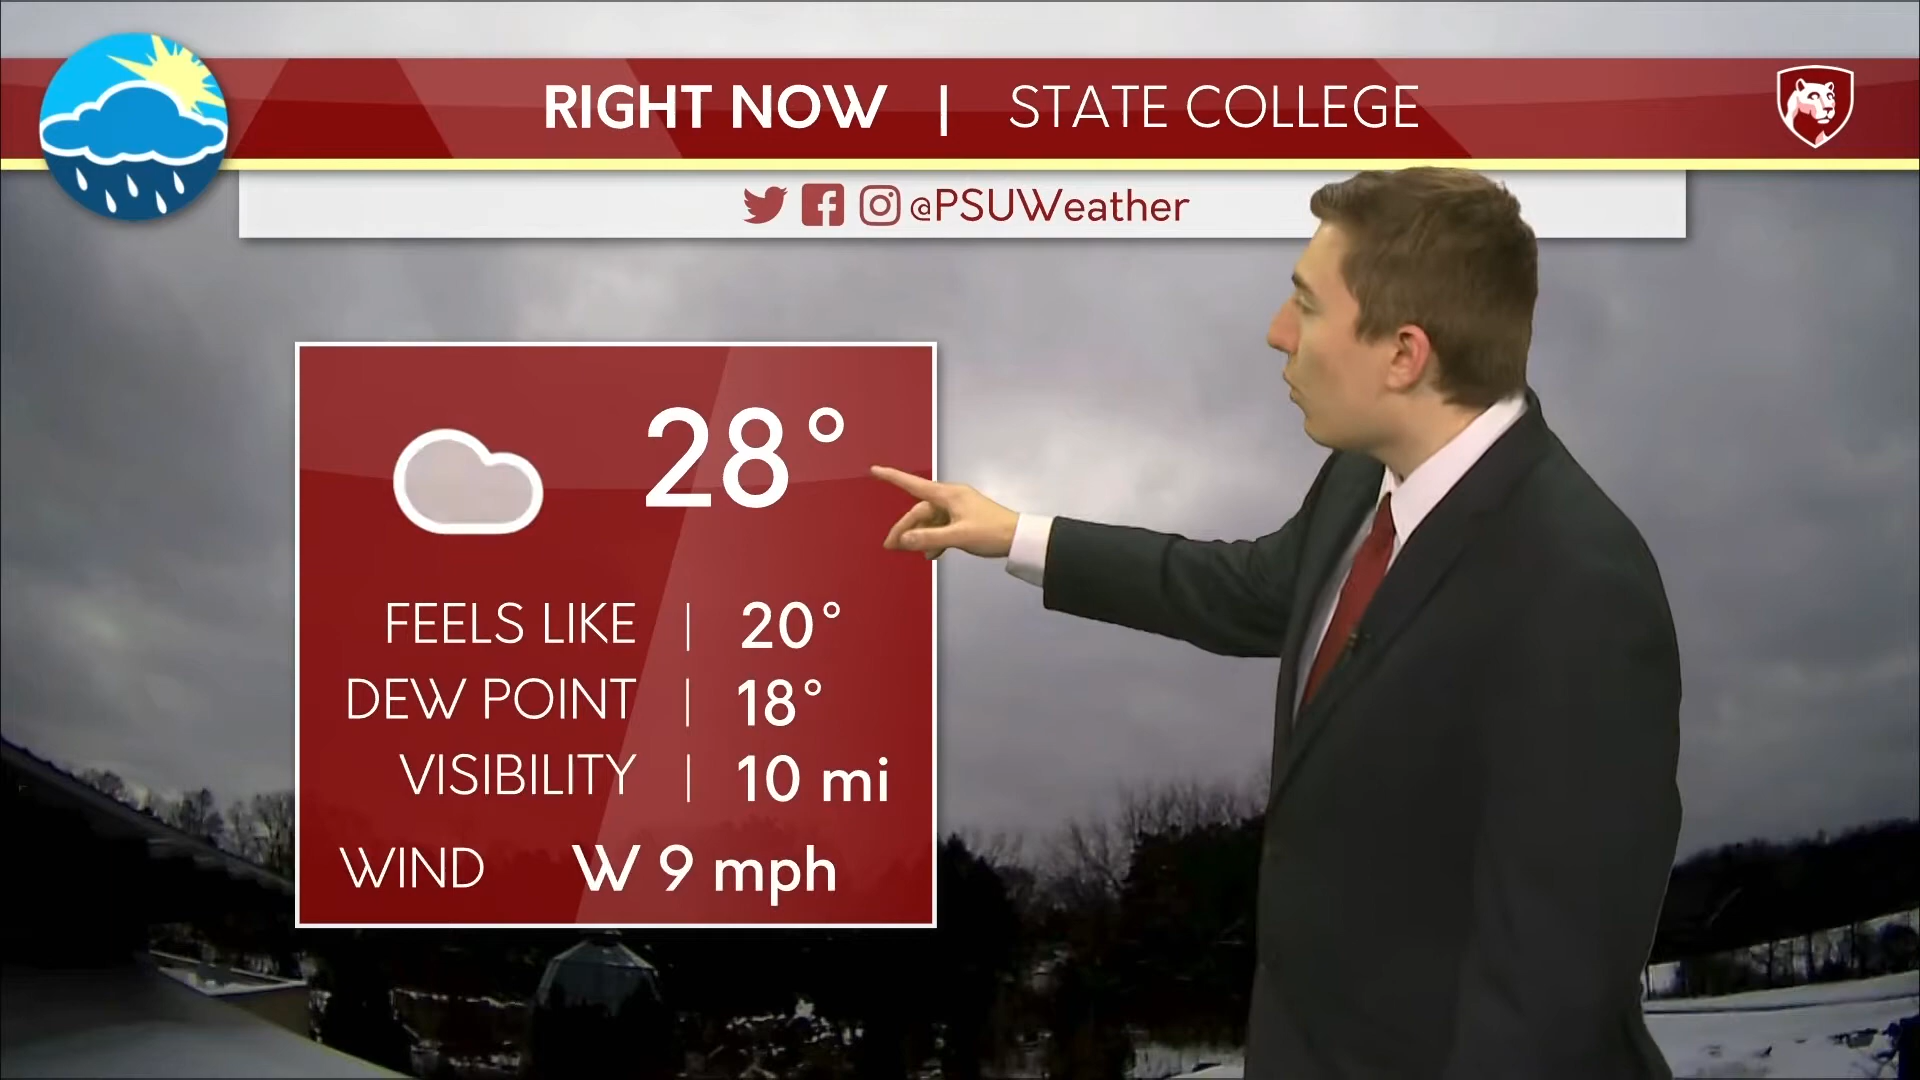 RIGHT NOW | STATE COLLEGE
@PSUWeather
28°
FEELS LIKE | 20°
DEW POINT | 18°
VISIBILITY | 10 mi
WIND W 9 mph